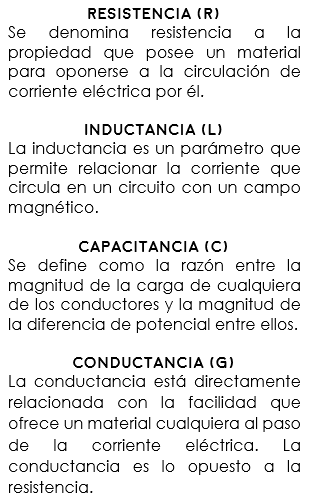 RESISTENCIA (R)
Se denomina resistencia a la
propiedad que posee un material
para oponerse a la circulación de
corriente eléctrica por él.
INDUCTANCIA (L)
La inductancia es un parámetro que
permite relacionar la corriente que
circula en un circuito con un campo
magnético.
CAPACITANCIA (C)
Se define como la razón entre la
magnitud de la carga de cualquiera
de los conductores y la magnitud de
la diferencia de potencial entre ellos.
CONDUCTANCIA (G)
La conductancia está directamente
relacionada con la facilidad que
ofrece un material cualquiera al paso
de la corriente eléctrica. La
conductancia es lo opuesto a la
resistencia.